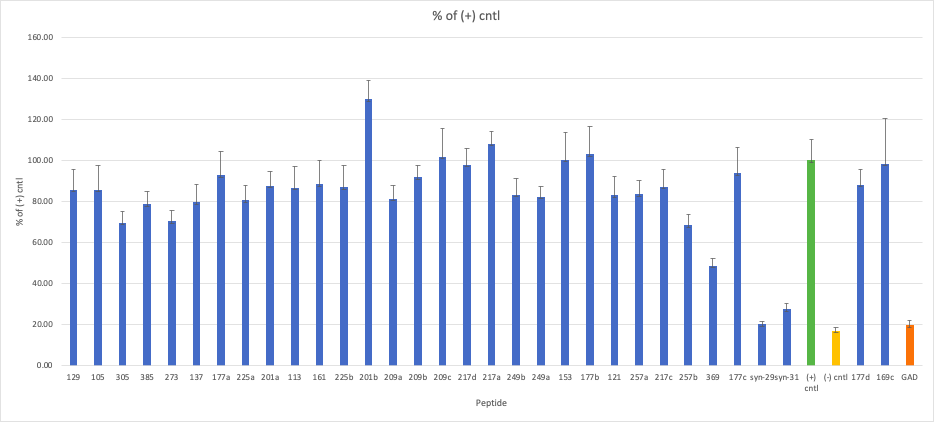 % of (+) cntl
160.00
140.00
120.00
100.00
80.00
60.00
40.00
20.00
0.00
% of (+) cntl
129 105 305 385 273 137 177a 225a 201a 113 161 225b 201b 209a 209b 209c 217d 217a 249b 249a 153 177b 121 257a 217c 257b 369 177c syn-29 syn-31 (+) cntl (-) cntl 177d 169c GAD
Peptide